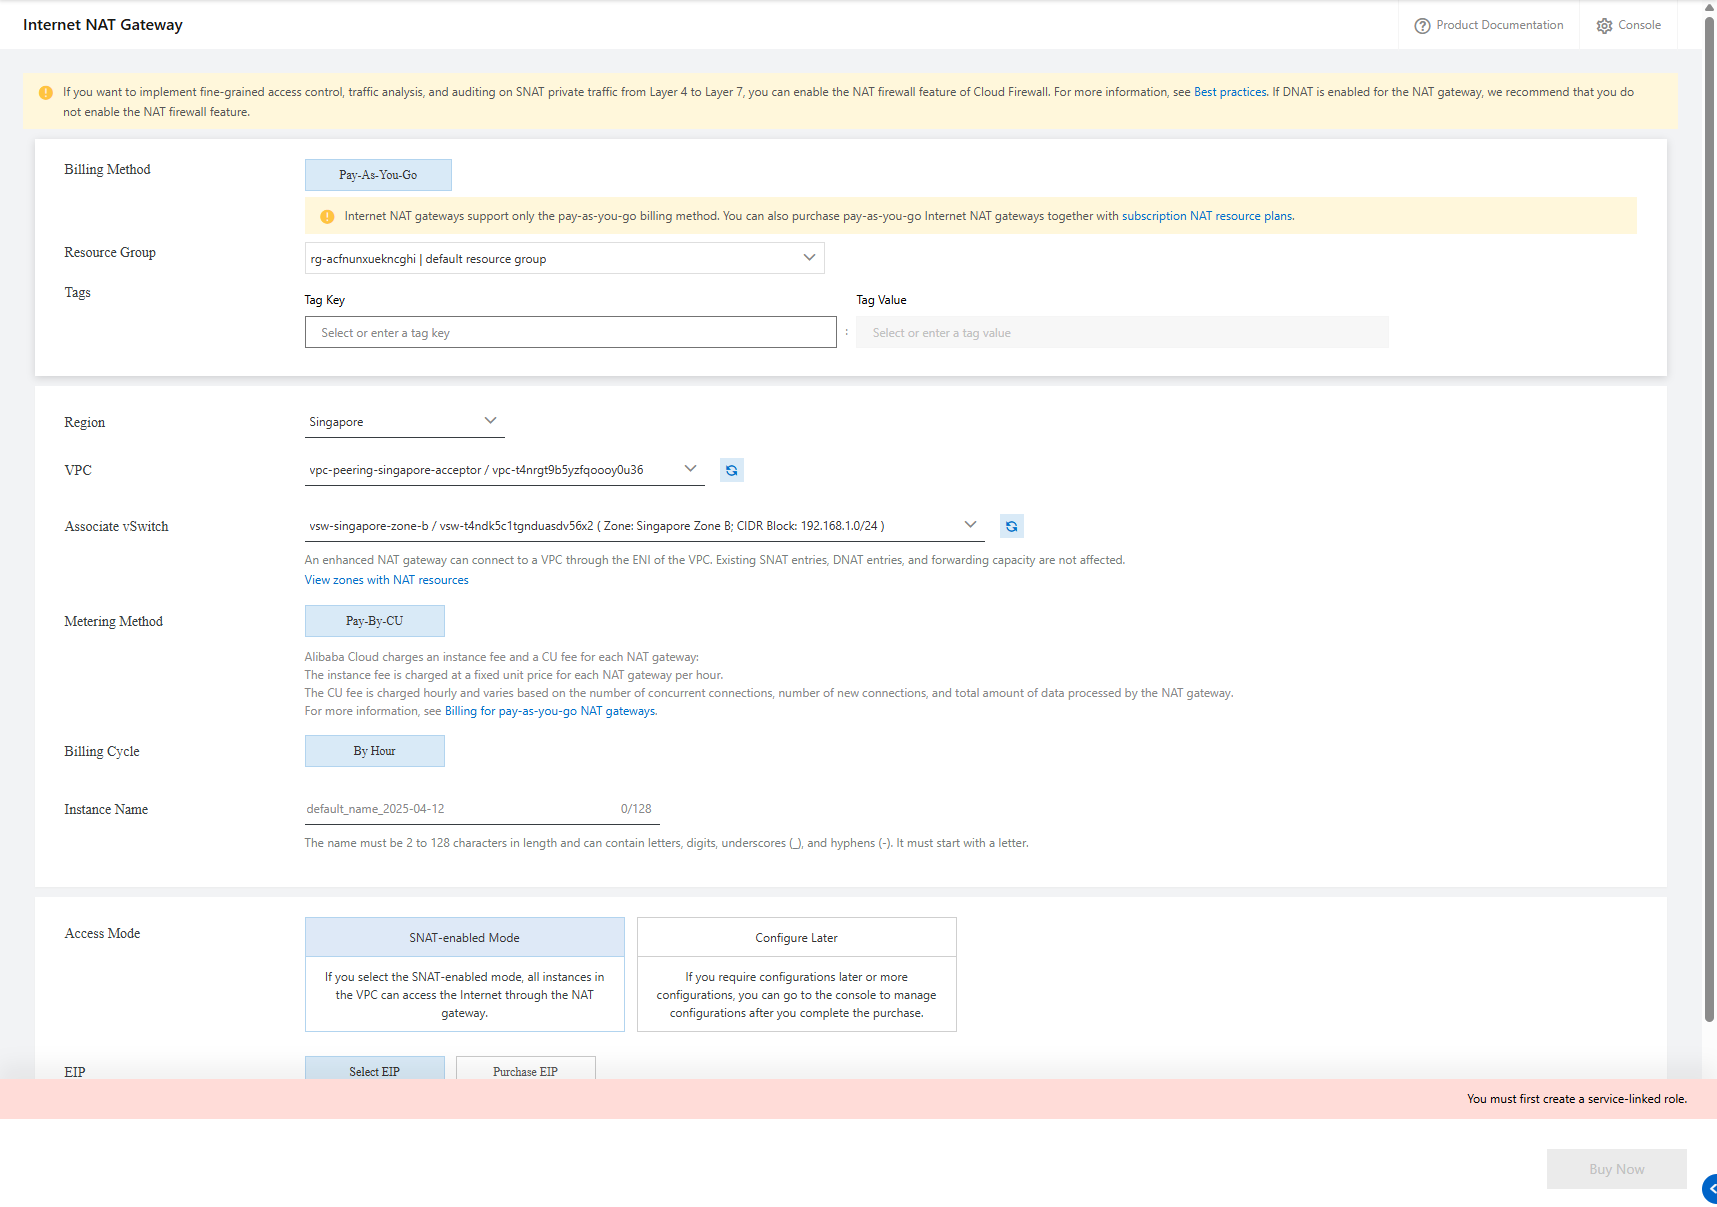 Internet NAT Gateway
Product Documentation
Console
If you want to implement fine-grained access control, traffic analysis, and auditing on SNAT private traffic from Layer 4 to Layer 7, you can enable the NAT firewall feature of Cloud Firewall. For more information, see Best practices. If DNAT is enabled for the NAT gateway, we recommend that you do
not enable the NAT firewall feature.
Billing Method
Pay-As-You-Go
Internet NAT gateways support only the pay-as-you-go billing method. You can also purchase pay-as-you-go Internet NAT gateways together with subscription NAT resource plans.
Resource Group
rg-acfnunxuekncghi | default resource group
Tags
Tag Key
Tag Value
Select or enter a tag key
:
Select or enter a tag value
Region
Singapore
VPC
vpc-peering-singapore-acceptor / vpc-t4nrgt9b5yzfqoooy0u36
Associate vSwitch
vsw-singapore-zone-b / vsw-t4ndk5c1tgnduasdv56x2 ( Zone: Singapore Zone B; CIDR Block: 192.168.1.0/24 )
An enhanced NAT gateway can connect to a VPC through the ENI of the VPC. Existing SNAT entries, DNAT entries, and forwarding capacity are not affected.
View zones with NAT resources
Metering Method
Pay-By-CU
Alibaba Cloud charges an instance fee and a CU fee for each NAT gateway:
The instance fee is charged at a fixed unit price for each NAT gateway per hour.
The CU fee is charged hourly and varies based on the number of concurrent connections, number of new connections, and total amount of data processed by the NAT gateway.
For more information, see Billing for pay-as-you-go NAT gateways.
Billing Cycle
By Hour
Instance Name
default_name_2025-04-12
0/128
The name must be 2 to 128 characters in length and can contain letters, digits, underscores (_), and hyphens (-). It must start with a letter.
Access Mode
SNAT-enabled Mode
If you select the SNAT-enabled mode, all instances in
the VPC can access the Internet through the NAT
gateway.
Configure Later
If you require configurations later or more
configurations, you can go to the console to manage
configurations after you complete the purchase.
EIP
Select EIP
Purchase EIP
You must first create a service-linked role.
Buy Now